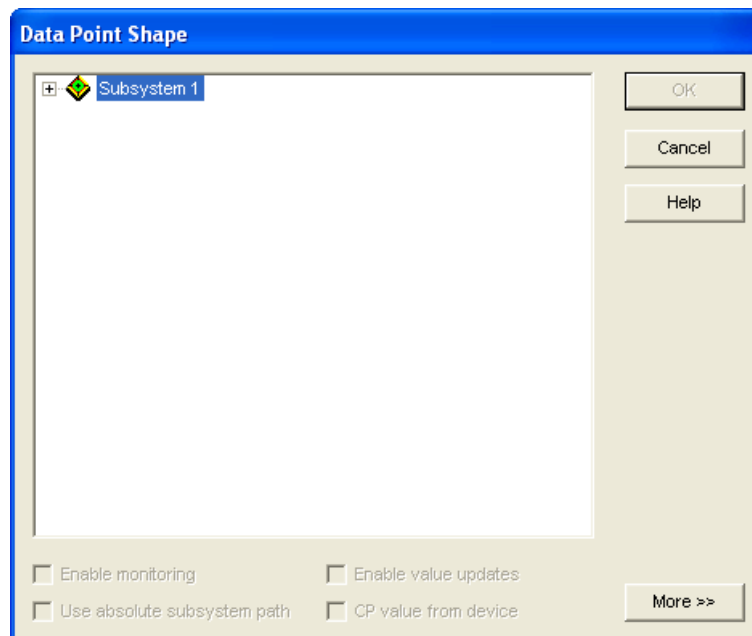 Data Point Shape
Subsystem 1
OK
Cancel
Help
Enable monitoring
Enable value updates
Use absolute subsystem path
CP value from device
More >>